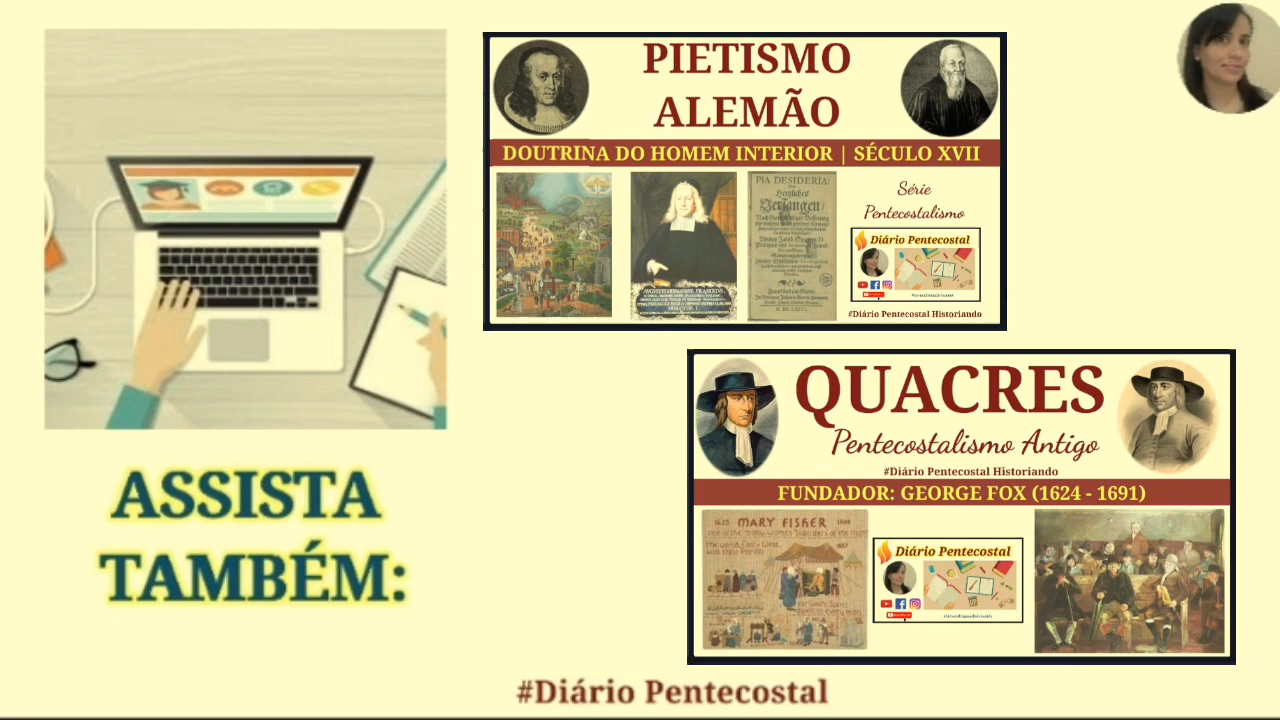 PIETISMO
ALEMÃO
DOUTRINA DO HOMEM INTERIOR | SÉCULO XVII
PIA DESIDERIA:
Série
Pentecostalismo
Diário Pentecostal
#Diário Pentecostal Historiando
QUACRES
Pentecostalismo Antigo
#Diário Pentecostal Historiando
FUNDADOR: GEORGE FOX (1624 - 1691)
MARY FISHER
Diário Pentecostal
ASSISTA
TAMBÉM:
#Diário Pentecostal